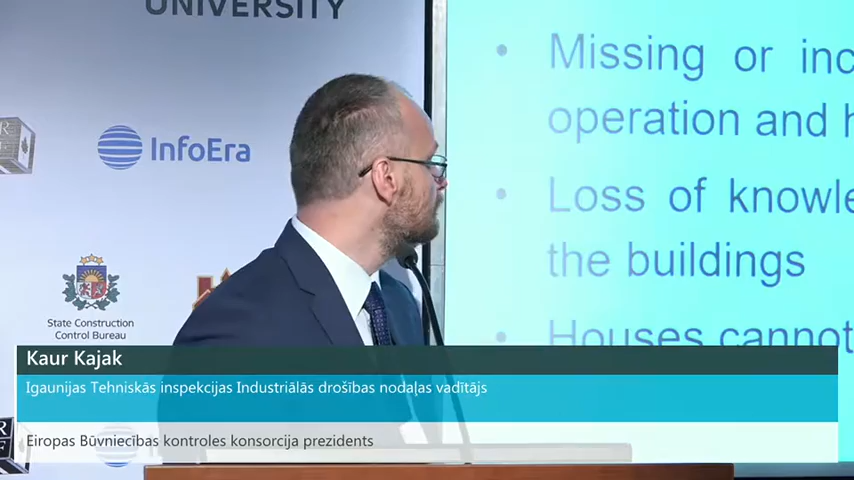 UNIVERSITY
InfoEra
State Construction
Control Bureau
• Missing or inc
operation and h
• Loss of knowle
the buildings
• Houses cannot
Kaur Kajak
Igaunijas Tehniskās inspekcijas Industriālās drošības nodaļas vadītājs
Eiropas Būvniecības kontroles konsorcija prezidents